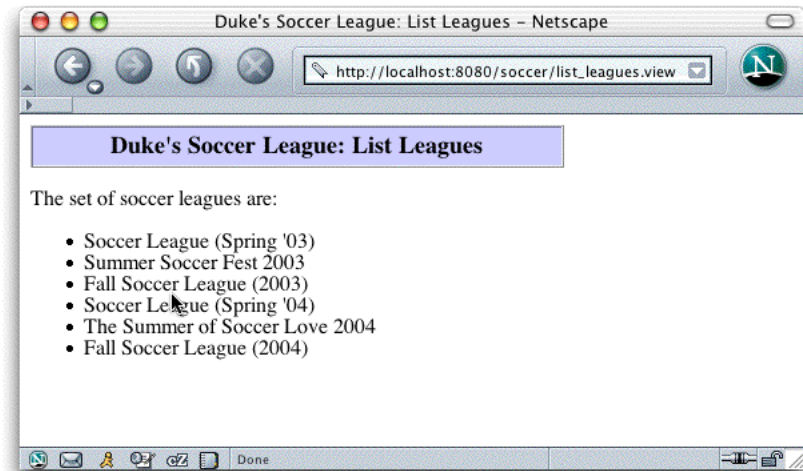 Duke's Soccer League: List Leagues – Netscape
http://localhost:8080/soccer/list_leagues.view
N
Duke's Soccer League: List Leagues
The set of soccer leagues are:
• Soccer League (Spring '03)
• Summer Soccer Fest 2003
• Fall Soccer League (2003)
• Soccer League (Spring '04)
• The Summer of Soccer Love 2004
• Fall Soccer League (2004)
Done